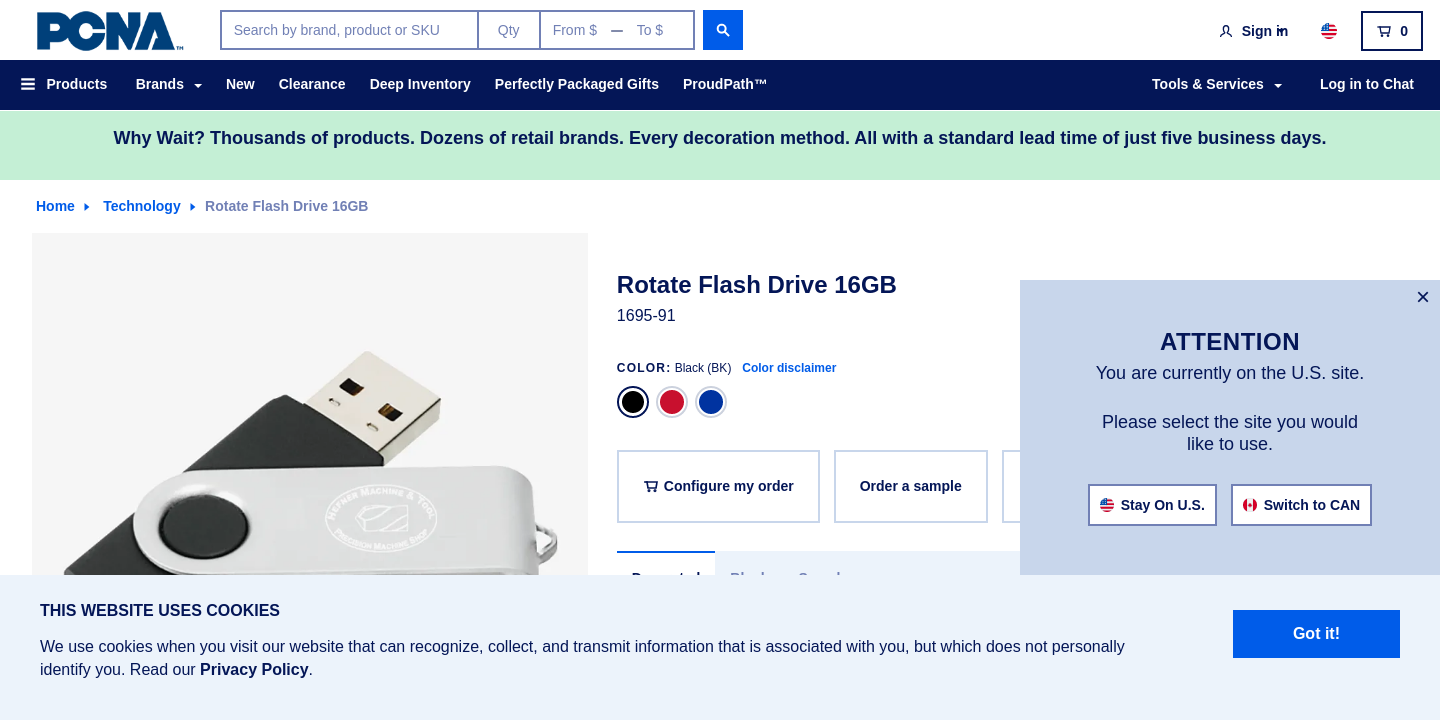 PCNA™
Search by brand, product or SKU
Qty
From $ — To $
Sign in
0
Products
Brands
New
Clearance
Deep Inventory
Perfectly Packaged Gifts
ProudPath™
Tools & Services
Log in to Chat
Why Wait? Thousands of products. Dozens of retail brands. Every decoration method. All with a standard lead time of just five business days.
Home
Technology
Rotate Flash Drive 16GB
HEFNER MACHINE & TOOL
PRECISION MACHINE SHOP
Rotate Flash Drive 16GB
1695-91
COLOR: Black (BK) Color disclaimer
Configure my order
Order a sample
×
ATTENTION
You are currently on the U.S. site.
Please select the site you would
like to use.
Stay On U.S.
Switch to CAN
THIS WEBSITE USES COOKIES
We use cookies when you visit our website that can recognize, collect, and transmit information that is associated with you, but which does not personally
identify you. Read our Privacy Policy.
Got it!